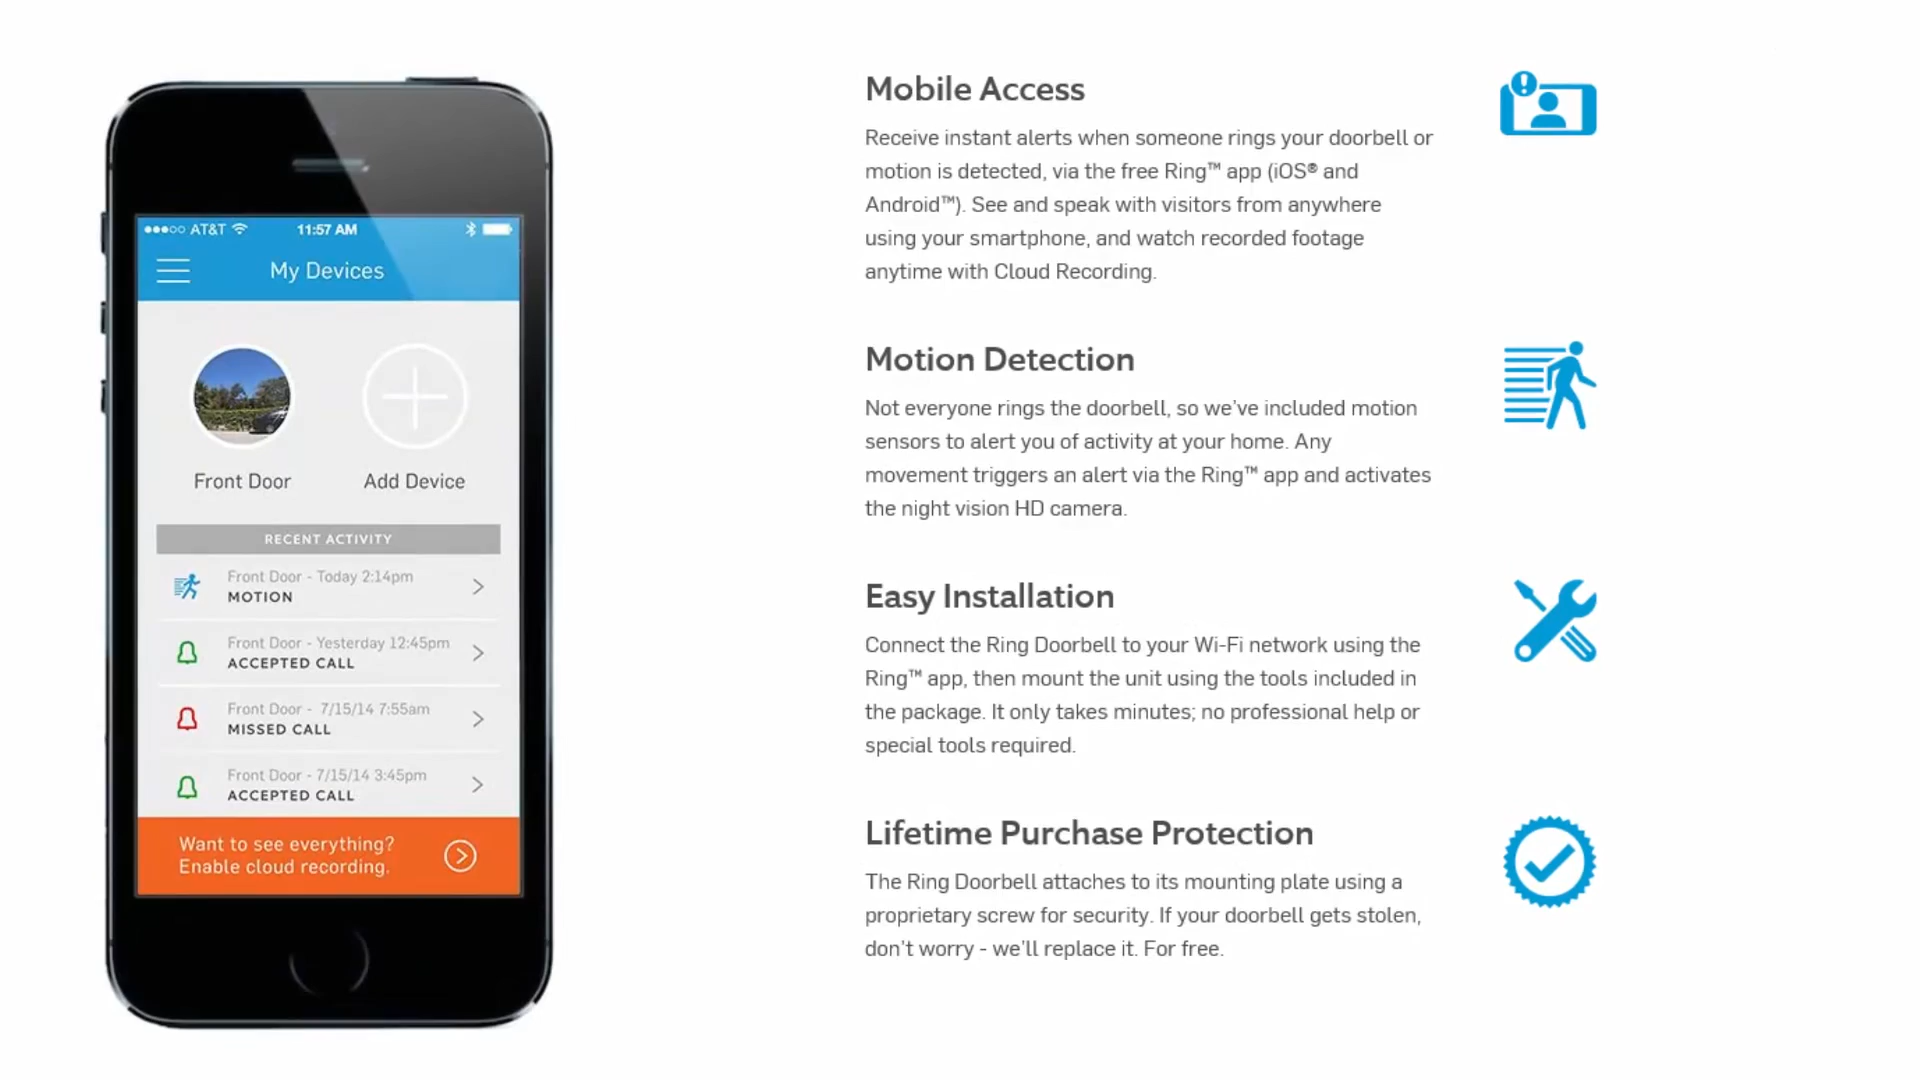 ●●●○○ AT&T 11:57 AM
My Devices
Front Door
Add Device
RECENT ACTIVITY
Front Door - Today 2:14pm
MOTION
Front Door - Yesterday 12:45pm
ACCEPTED CALL
Front Door - 7/15/14 7:55am
MISSED CALL
Front Door - 7/15/14 3:45pm
ACCEPTED CALL
Want to see everything?
Enable cloud recording.
Mobile Access
Receive instant alerts when someone rings your doorbell or
motion is detected, via the free Ring™ app (iOS® and
Android™). See and speak with visitors from anywhere
using your smartphone, and watch recorded footage
anytime with Cloud Recording.
Motion Detection
Not everyone rings the doorbell, so we've included motion
sensors to alert you of activity at your home. Any
movement triggers an alert via the Ring™ app and activates
the night vision HD camera.
Easy Installation
Connect the Ring Doorbell to your Wi-Fi network using the
Ring™ app, then mount the unit using the tools included in
the package. It only takes minutes; no professional help or
special tools required.
Lifetime Purchase Protection
The Ring Doorbell attaches to its mounting plate using a
proprietary screw for security. If your doorbell gets stolen,
don't worry - we'll replace it. For free.